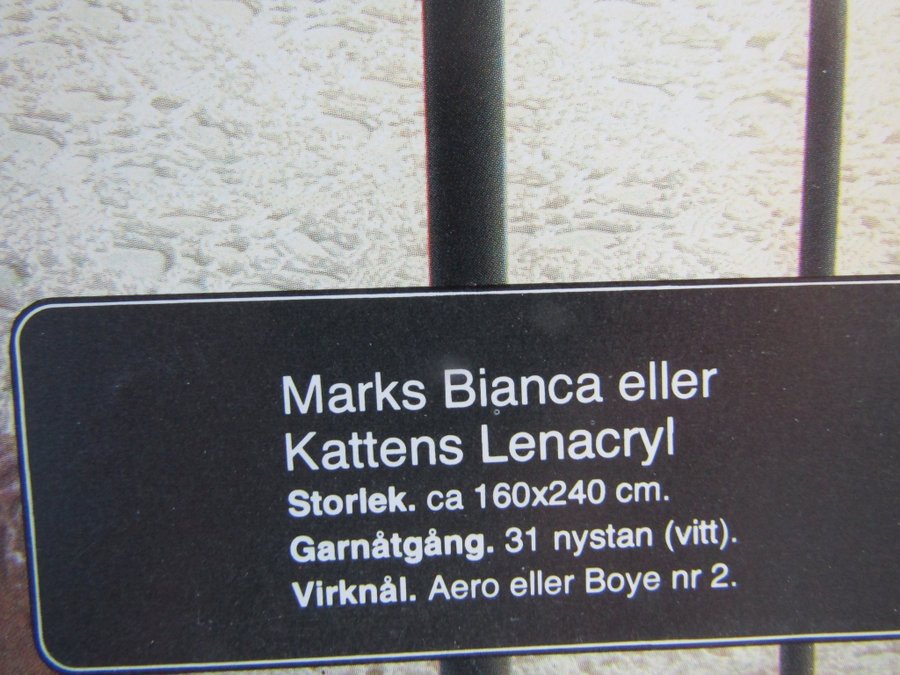 Marks Bianca eller
Kattens Lenacryl
Storlek. ca 160x240 cm.
Garnåtgång. 31 nystan (vitt).
Virknål. Aero eller Boye nr 2.